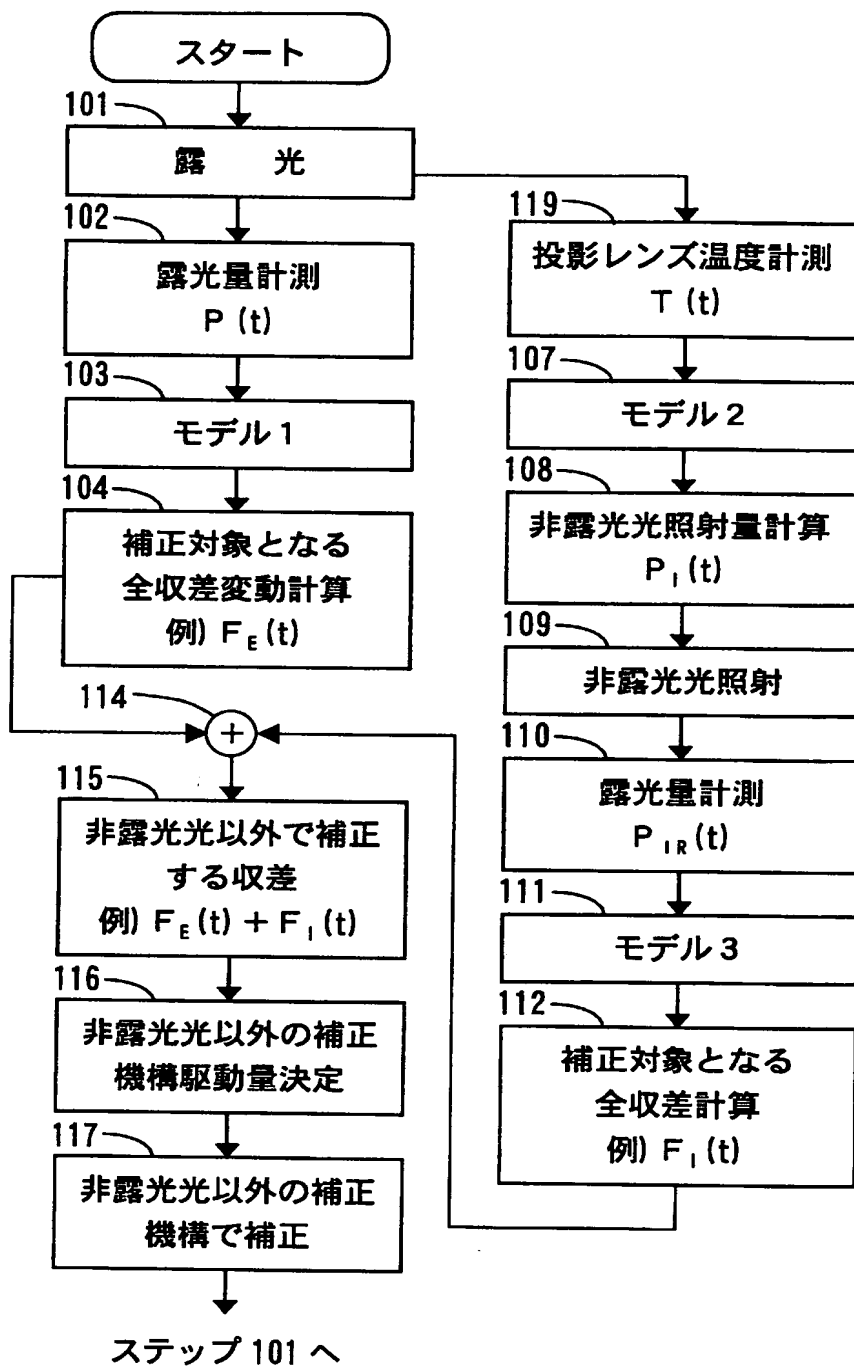 スタート
101
露　　光
102
露光量計測
P (t)
103
モデル1
104
補正対象となる
全収差変動計算
例) F_E(t)
114
+
115
非露光光以外で補正
する収差
例) F_E(t) + F_I(t)
116
非露光光以外の補正
機構駆動量決定
117
非露光光以外の補正
機構で補正
ステップ 101 へ
119
投影レンズ温度計測
T (t)
107
モデル2
108
非露光光照射量計算
P_I(t)
109
非露光光照射
110
露光量計測
P_IR(t)
111
モデル3
112
補正対象となる
全収差計算
例) F_I(t)